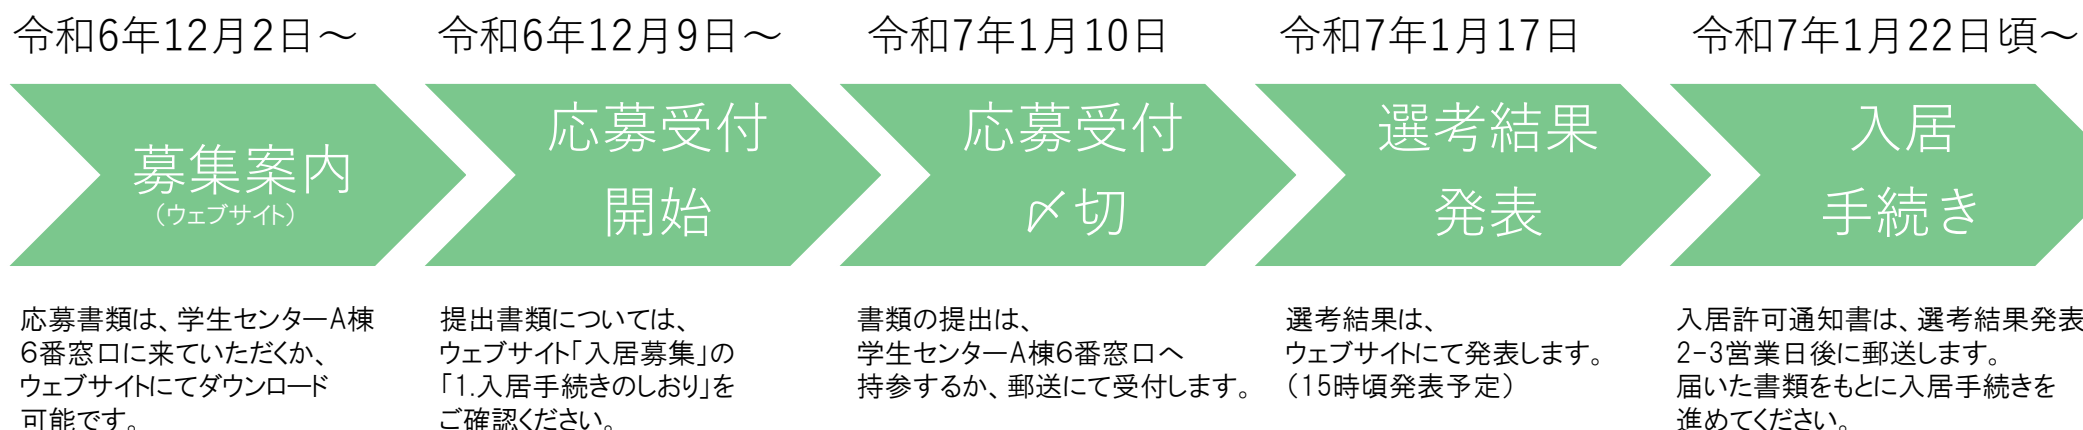 令和6年12月2日～
募集案内
（ウェブサイト）
応募書類は、学生センターA棟
6番窓口に来ていただくか、
ウェブサイトにてダウンロード
可能です。
令和6年12月9日～
応募受付
開始
提出書類については、
ウェブサイト「入居募集」の
「1.入居手続きのしおり」を
ご確認ください。
令和7年1月10日
応募受付
〆切
書類の提出は、
学生センターA棟6番窓口へ
持参するか、郵送にて受付します。
令和7年1月17日
選考結果
発表
選考結果は、
ウェブサイトにて発表します。
（15時頃発表予定）
令和7年1月22日頃～
入居
手続き
入居許可通知書は、選考結果発表
2-3営業日後に郵送します。
届いた書類をもとに入居手続きを
進めてください。